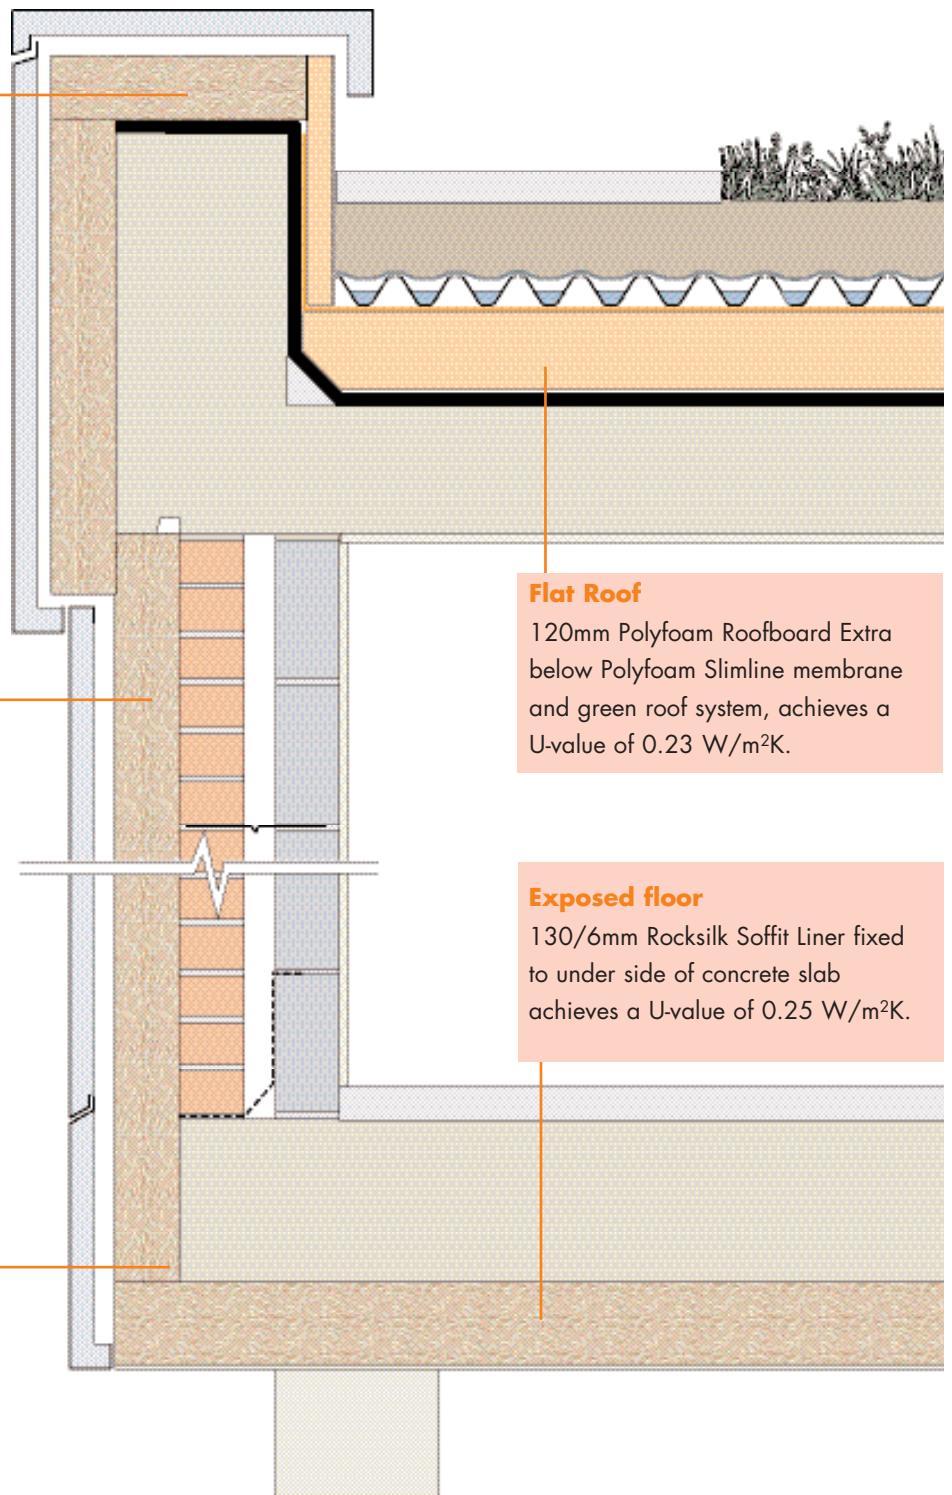 Flat Roof
120mm Polyfoam Roofboard Extra
below Polyfoam Slimline membrane
and green roof system, achieves a
U-value of 0.23 W/m²K.
Exposed floor
130/6mm Rocksilk Soffit Liner fixed
to under side of concrete slab
achieves a U-value of 0.25 W/m²K.